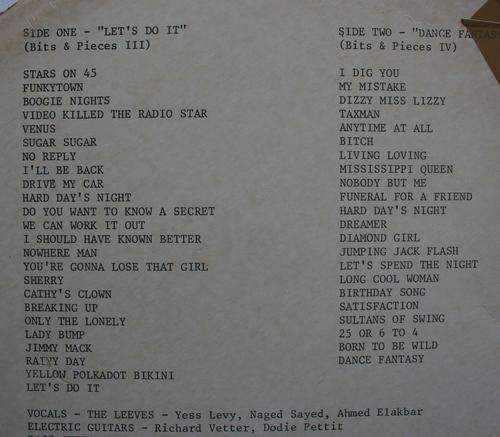 SIDE ONE - "LET'S DO IT"
(Bits & Pieces III)
STARS ON 45
FUNKYTOWN
BOOGIE NIGHTS
VIDEO KILLED THE RADIO STAR
VENUS
SUGAR SUGAR
NO REPLY
I'LL BE BACK
DRIVE MY CAR
HARD DAY'S NIGHT
DO YOU WANT TO KNOW A SECRET
WE CAN WORK IT OUT
I SHOULD HAVE KNOWN BETTER
NOWHERE MAN
YOU'RE GONNA LOSE THAT GIRL
SHERRY
CATHY'S CLOWN
BREAKING UP
ONLY THE LONELY
LADY BUMP
JIMMY MACK
RAINY DAY
YELLOW POLKADOT BIKINI
LET'S DO IT
SIDE TWO - "DANCE FANTAS
(Bits & Pieces IV)
I DIG YOU
MY MISTAKE
DIZZY MISS LIZZY
TAXMAN
ANYTIME AT ALL
BITCH
LIVING LOVING
MISSISSIPPI QUEEN
NOBODY BUT ME
FUNERAL FOR A FRIEND
HARD DAY'S NIGHT
DREAMER
DIAMOND GIRL
JUMPING JACK FLASH
LET'S SPEND THE NIGHT
LONG COOL WOMAN
BIRTHDAY SONG
SATISFACTION
SULTANS OF SWING
25 OR 6 TO 4
BORN TO BE WILD
DANCE FANTASY
VOCALS - THE LEEVES - Yess Levy, Naged Sayed, Ahmed Elakbar
ELECTRIC GUITARS - Richard Vetter, Dodie Pettit